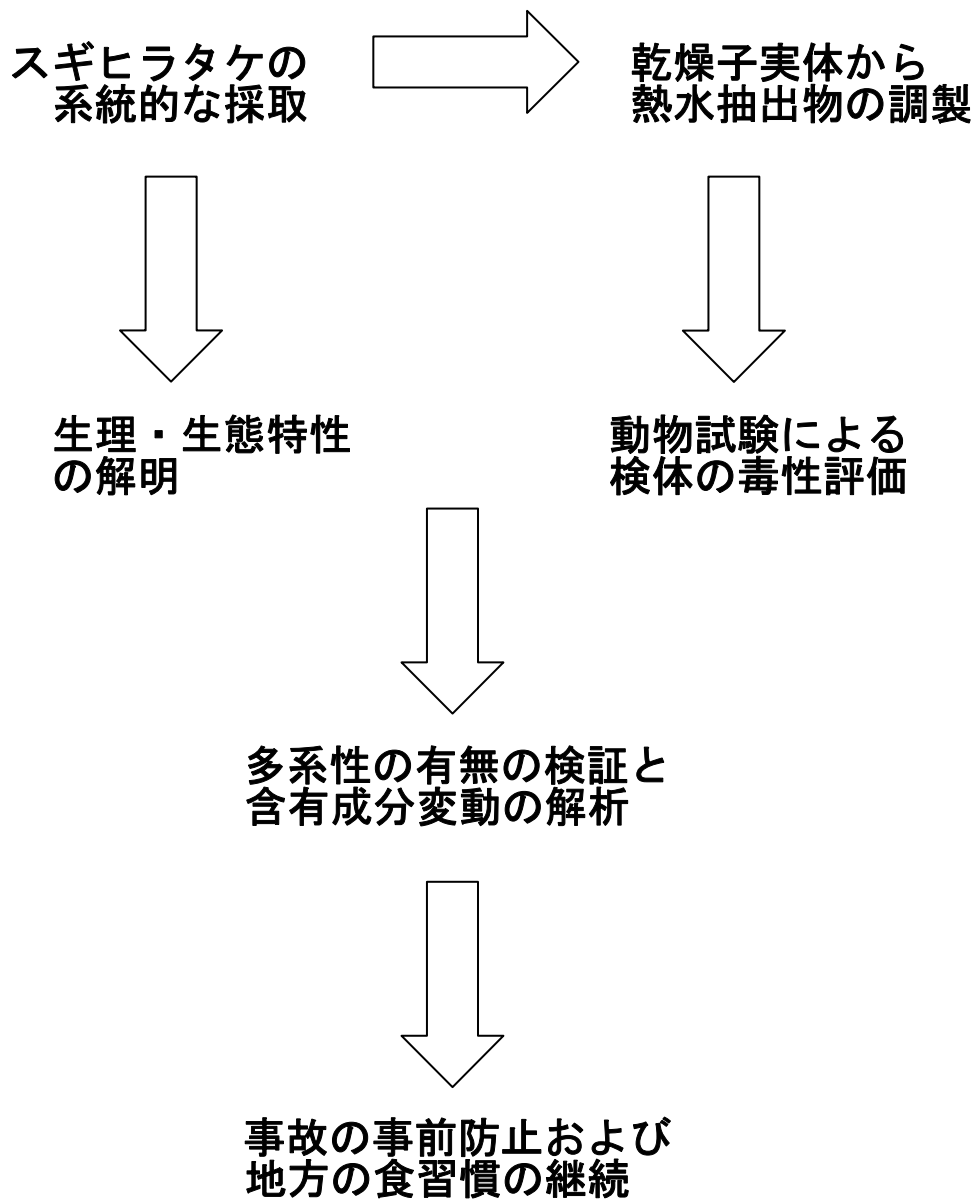 スギヒラタケの
系統的な採取
乾燥子実体から
熱水抽出物の調製
生理・生態特性
の解明
動物試験による
検体の毒性評価
多系性の有無の検証と
含有成分変動の解析
事故の事前防止および
地方の食習慣の継続